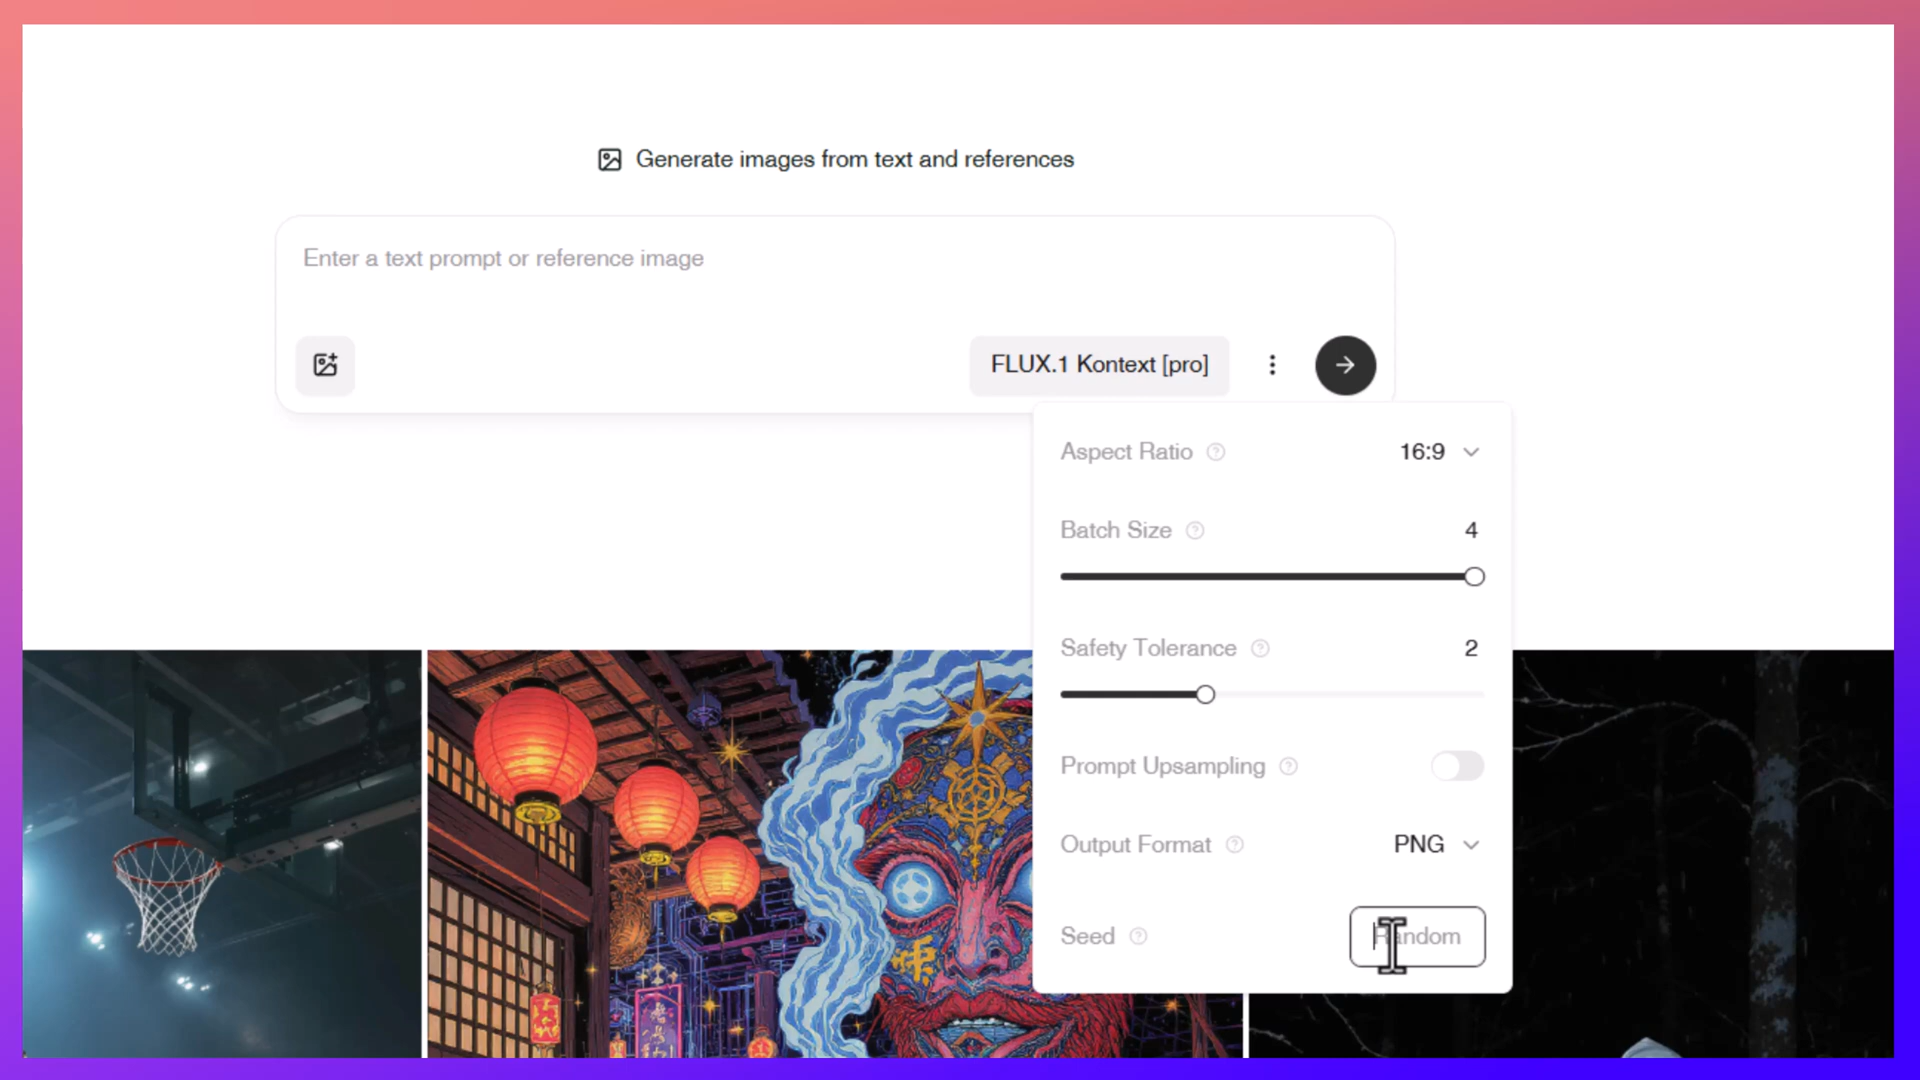 Generate images from text and references
Enter a text prompt or reference image
FLUX.1 Kontext [pro]
Aspect Ratio 16:9
Batch Size 4
Safety Tolerance 2
Prompt Upsampling
Output Format PNG
Seed Random